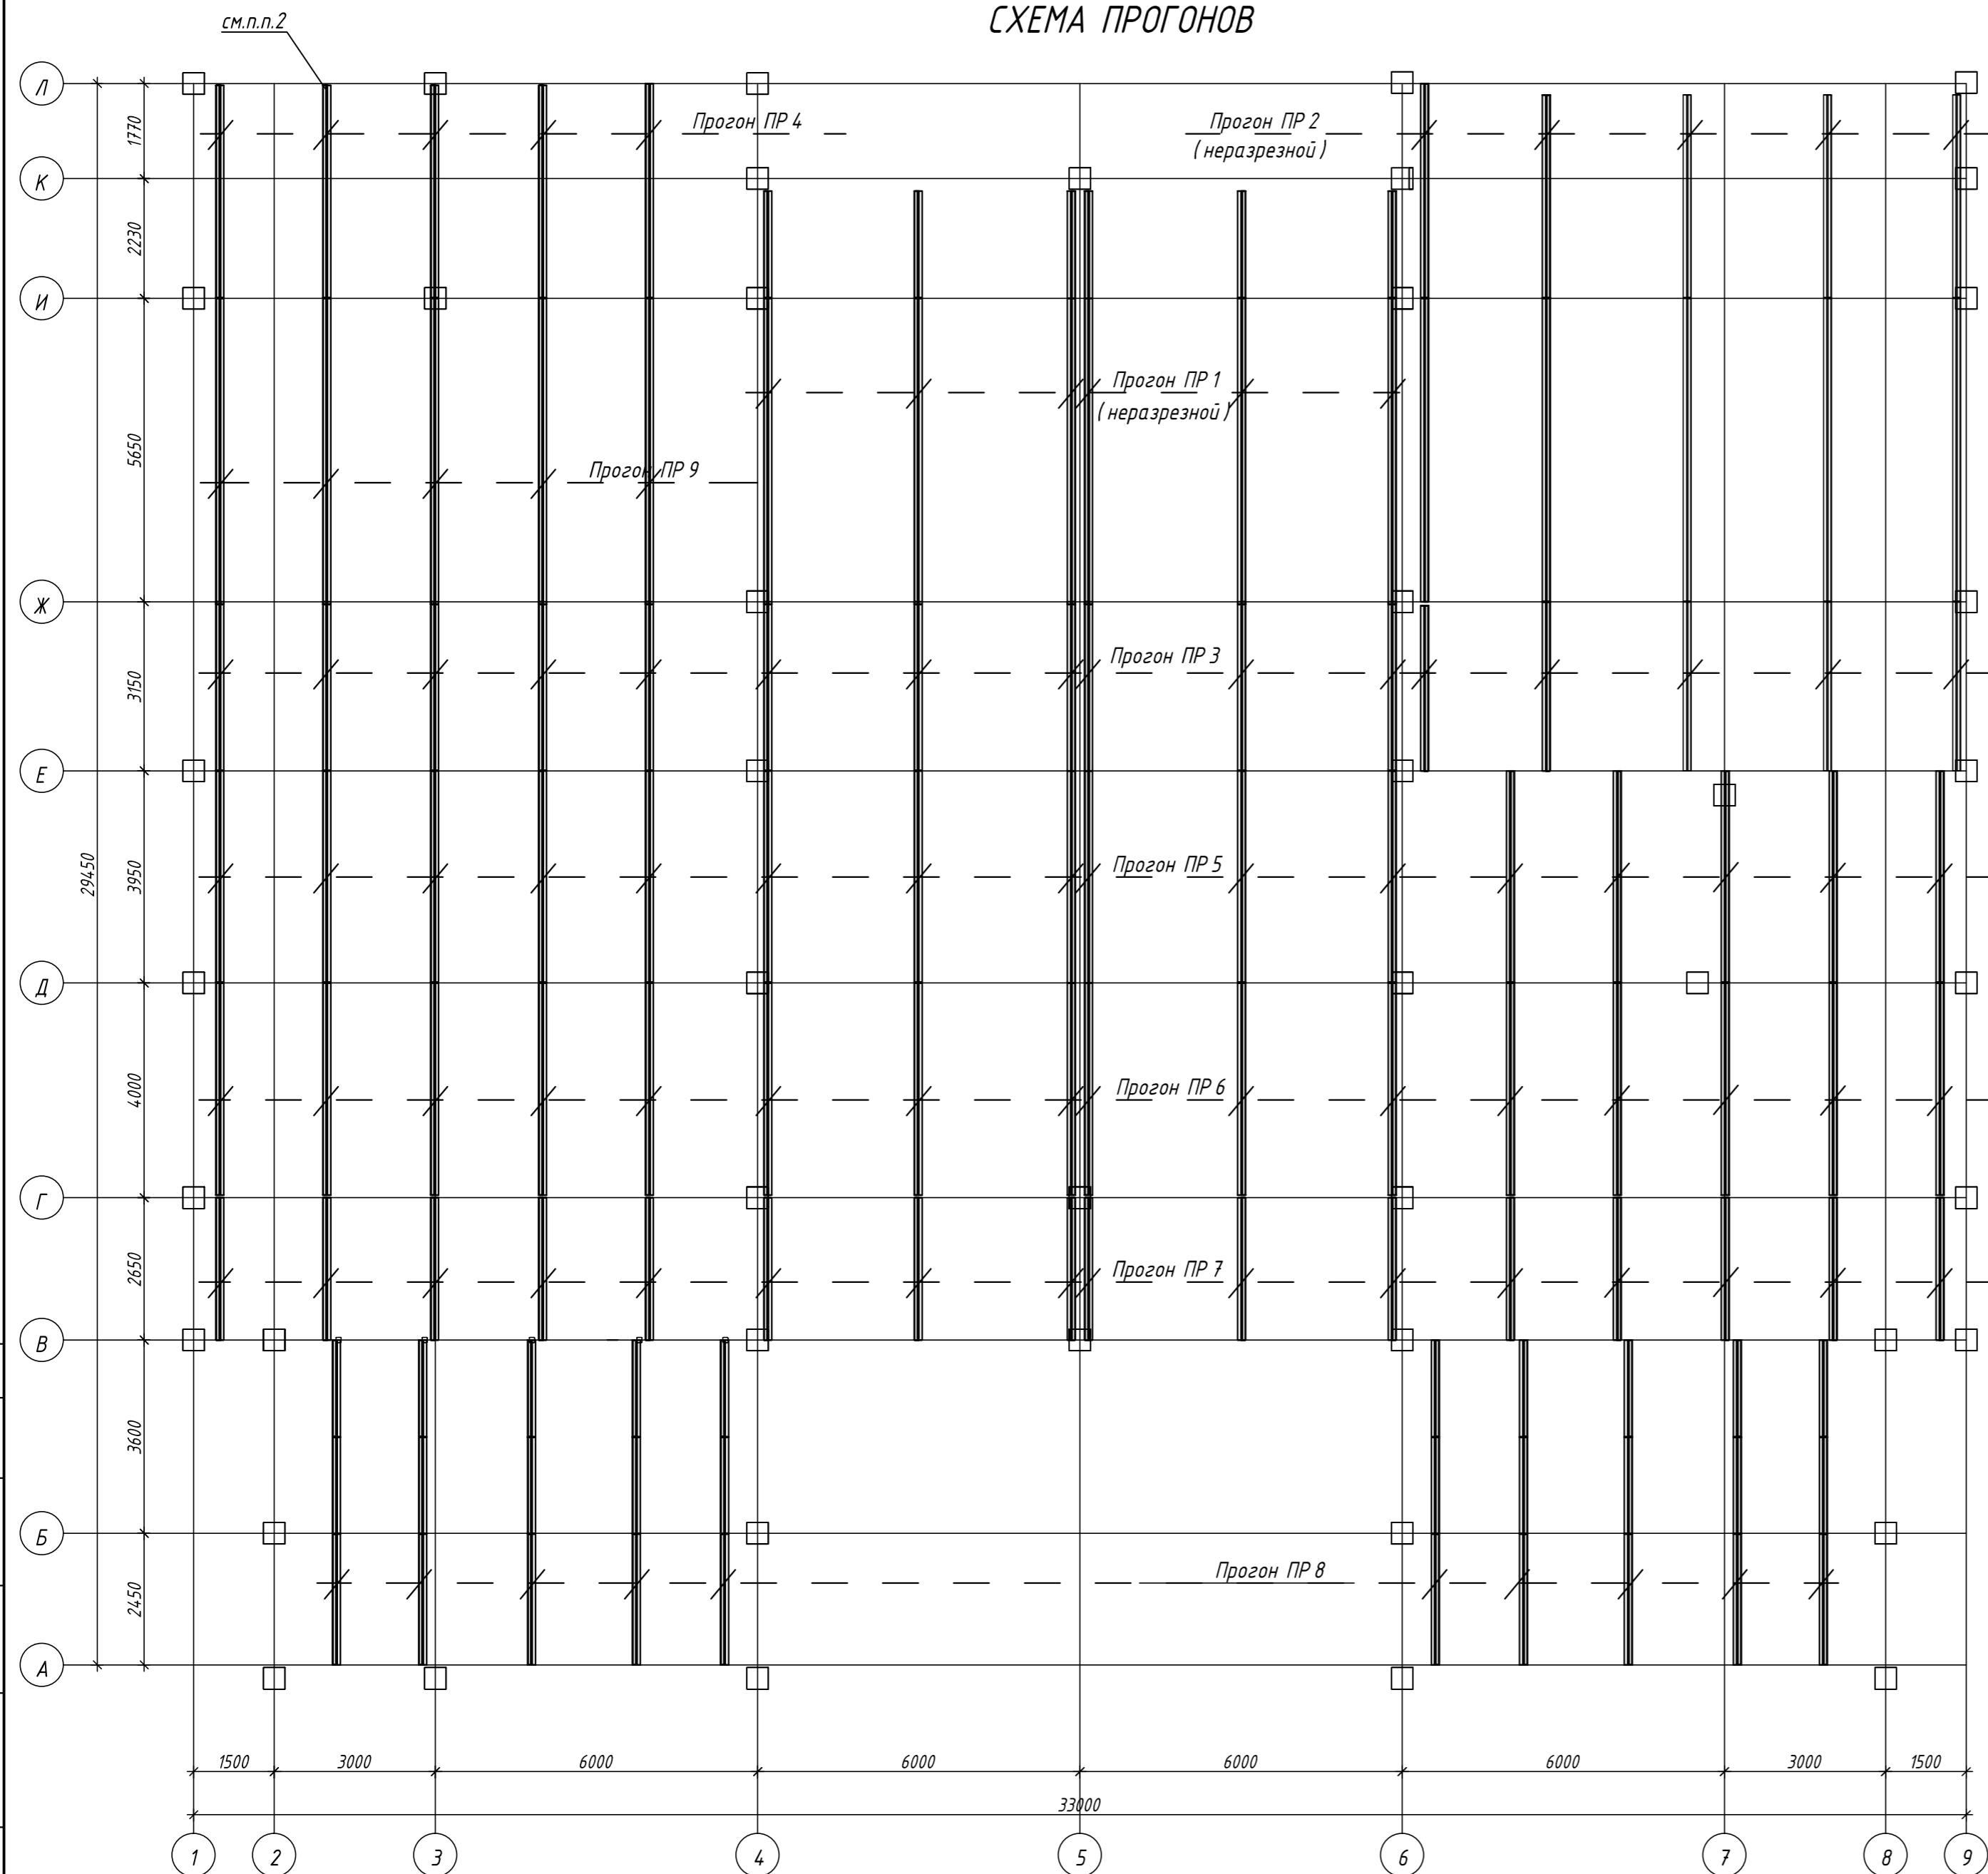 СХЕМА ПРОГОНОВ
см.п.п.2
Л
1770
Прогон ПР 4
Прогон ПР 2
(неразрезной)
К
2230
И
5650
Прогон ПР 1
(неразрезной)
Прогон ПР 9
Ж
3150
Прогон ПР 3
Е
29450
3950
Прогон ПР 5
Д
4000
Прогон ПР 6
Г
2650
Прогон ПР 7
В
3600
Б
2450
Прогон ПР 8
А
1500 3000 6000 6000 6000 6000 3000 1500
33000
1 2 3 4 5 6 7 8 9